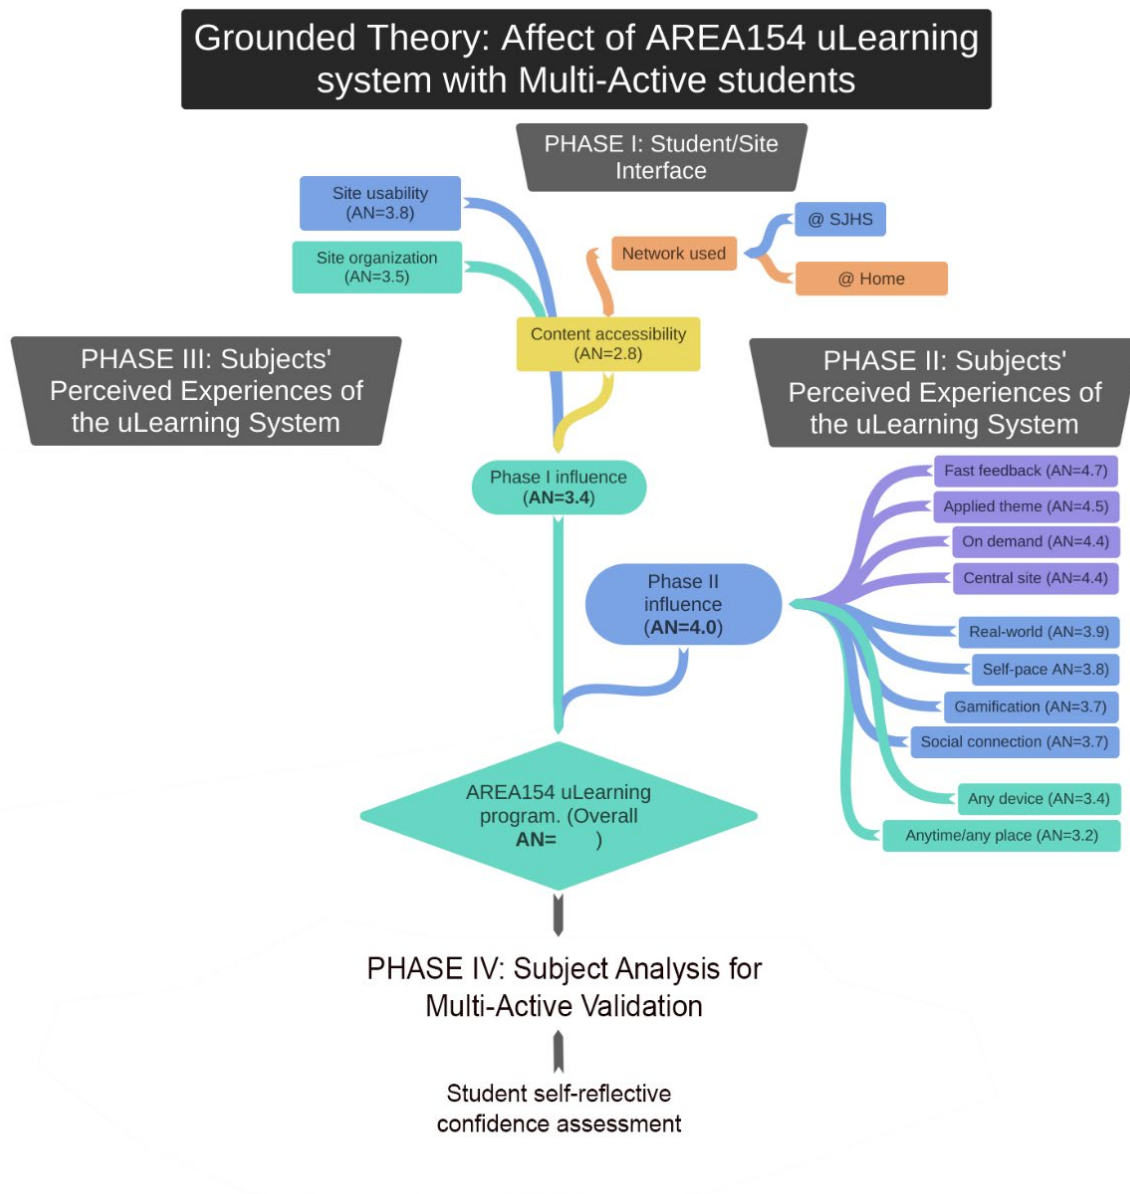 Grounded Theory: Affect of AREA154 uLearning
system with Multi-Active students
PHASE I: Student/Site
Interface
Site usability
(AN=3.8)
Site organization
(AN=3.5)
Network used
@ SJHS
@ Home
Content accessibility
(AN=2.8)
PHASE III: Subjects'
Perceived Experiences of
the uLearning System
PHASE II: Subjects'
Perceived Experiences of
the uLearning System
Phase I influence
(AN=3.4)
Phase II
influence
(AN=4.0)
Fast feedback (AN=4.7)
Applied theme (AN=4.5)
On demand (AN=4.4)
Central site (AN=4.4)
Real-world (AN=3.9)
Self-pace AN=3.8)
Gamification (AN=3.7)
Social connection (AN=3.7)
Any device (AN=3.4)
Anytime/any place (AN=3.2)
AREA154 uLearning
program. (Overall
AN= )
PHASE IV: Subject Analysis for
Multi-Active Validation
Student self-reflective
confidence assessment